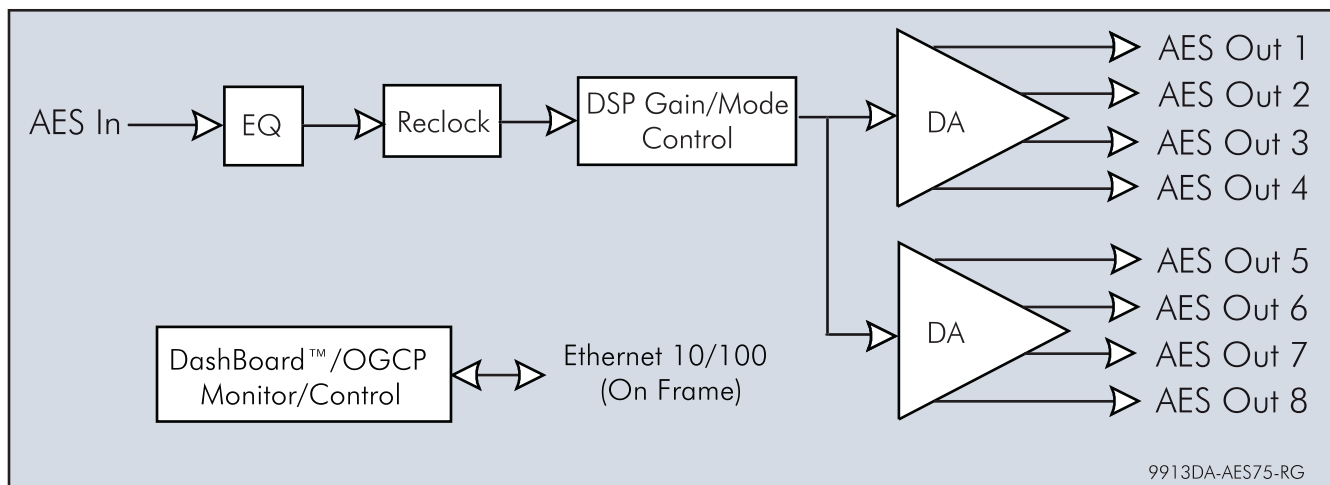 AES In
EQ
Reclock
DSP Gain/Mode
Control
DA
AES Out 1
AES Out 2
AES Out 3
AES Out 4
DA
AES Out 5
AES Out 6
AES Out 7
AES Out 8
DashBoard™/OGCP
Monitor/Control
Ethernet 10/100
(On Frame)
9913DA-AES75-RG